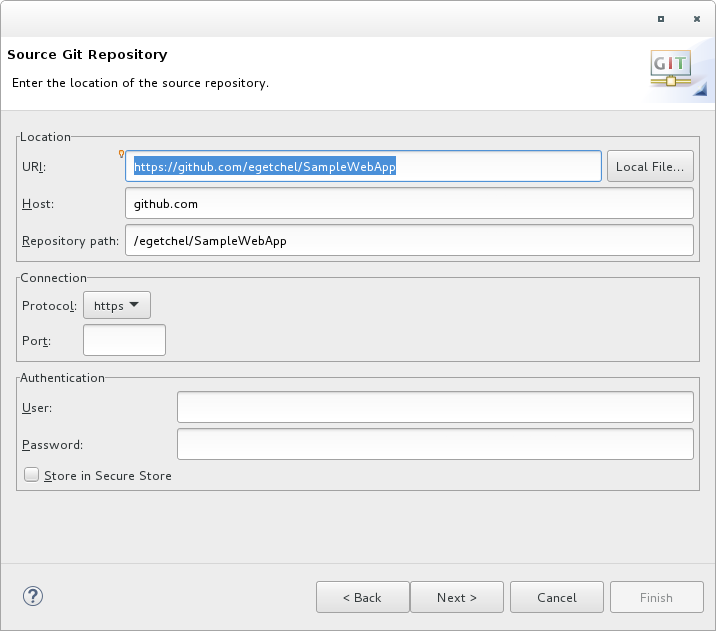 Source Git Repository
Enter the location of the source repository.
GIT
Location
URI: https://github.com/egetchel/SampleWebApp Local File...
Host: github.com
Repository path: /egetchel/SampleWebApp
Connection
Protocol: https
Port:
Authentication
User:
Password:
Store in Secure Store
? < Back Next > Cancel Finish